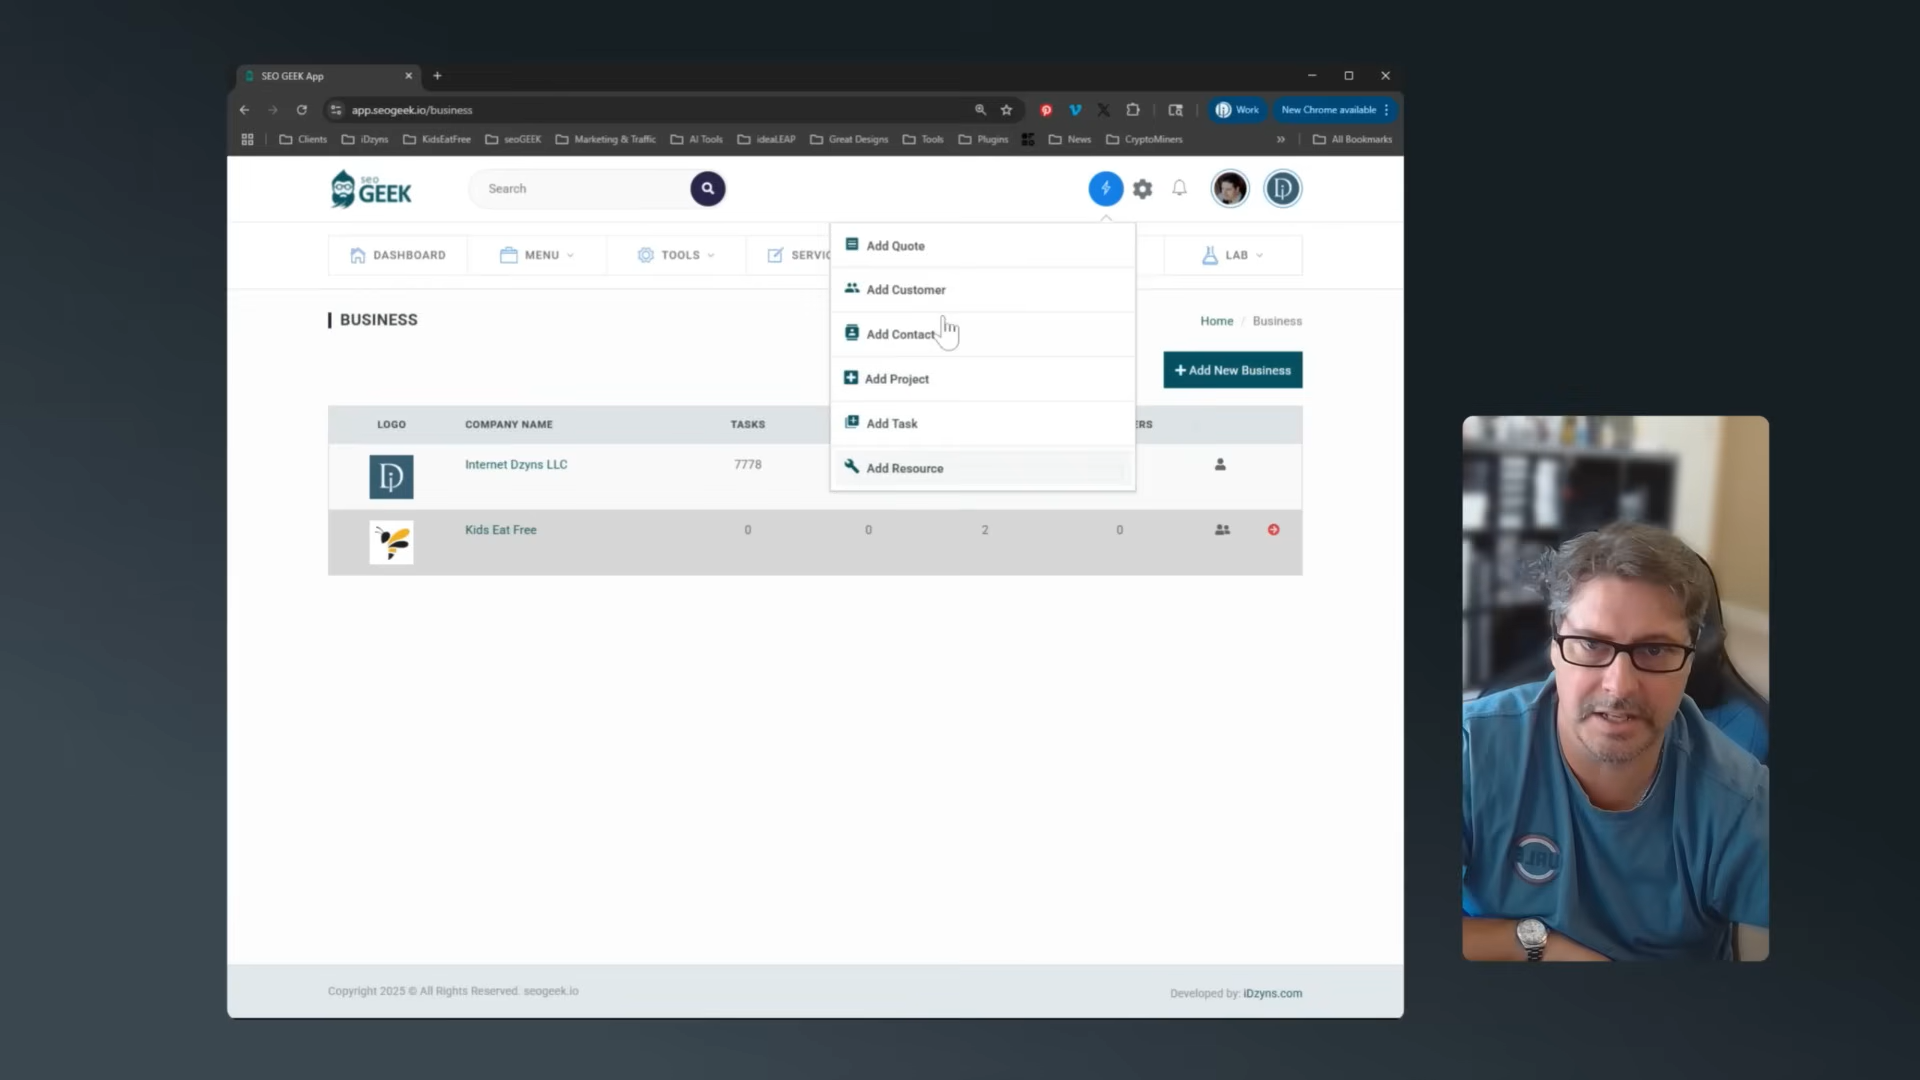 SEO GEEK App
app.seogeek.io/business
Work
New Chrome available
Clients
iDzyns
KidsEatFree
seoGEEK
Marketing & Traffic
AI Tools
ideaLEAP
Great Designs
Tools
Plugins
News
CryptoMiners
All Bookmarks
seo
GEEK
Search
DASHBOARD
MENU
TOOLS
SERVIC
LAB
Add Quote
Add Customer
Add Contact
Add Project
Add Task
Add Resource
BUSINESS
Home / Business
+ Add New Business
LOGO
COMPANY NAME
TASKS
ERS
Internet Dzyns LLC
7778
Kids Eat Free
0
0
2
0
Copyright 2025 © All Rights Reserved. seogeek.io
Developed by: iDzyns.com